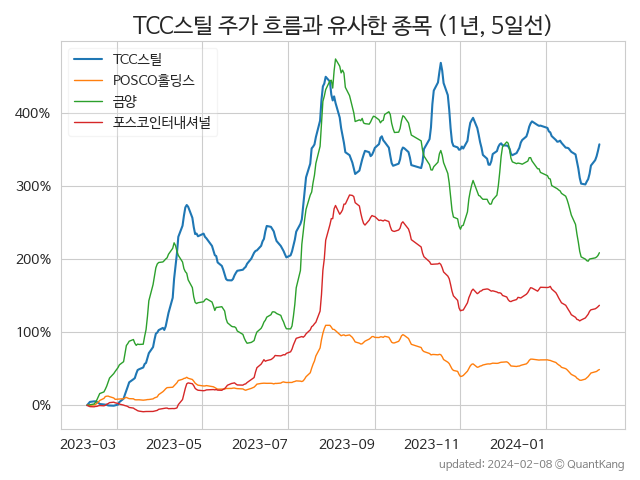 TCC스틸 주가 흐름과 유사한 종목 (1년, 5일선)
TCC스틸
POSCO홀딩스
금양
포스코인터내셔널
400%
300%
200%
100%
0%
2023-03 2023-05 2023-07 2023-09 2023-11 2024-01
updated: 2024-02-08 ⓒ QuantKang